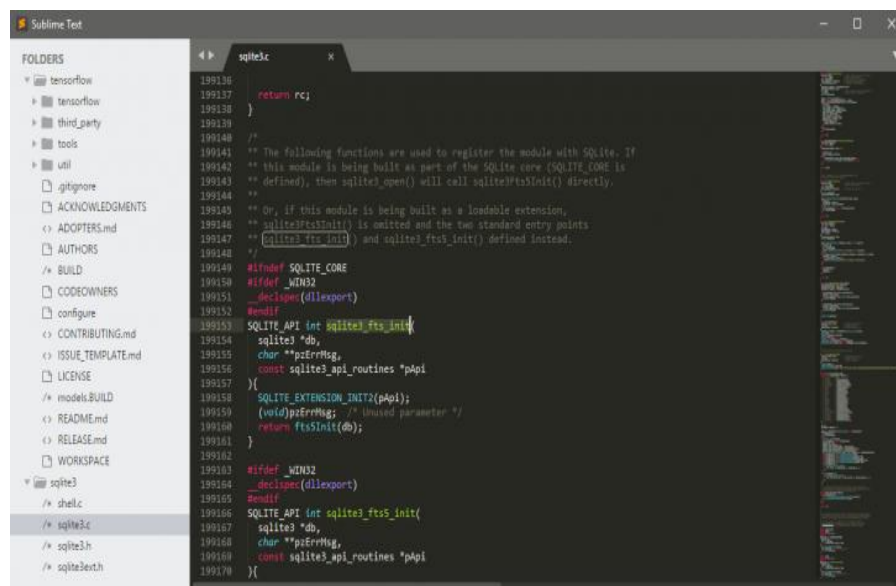 Sublime Text
FOLDERS
tensorflow
tensorflow
third_party
tools
util
.gitignore
ACKNOWLEDGMENTS
<> ADOPTERS.md
AUTHORS
/* BUILD
CODEOWNERS
configure
<> CONTRIBUTING.md
<> ISSUE_TEMPLATE.md
LICENSE
/* models.BUILD
<> README.md
<> RELEASE.md
WORKSPACE
sqlite3
/* shell.c
/* sqlite3.c
/* sqlite3.h
/* sqlite3ext.h
sqlite3.c ×
199136
199137 return rc;
199138 }
199139
199140 /*
199141 ** The following functions are used to register the module with SQLite. If
199142 ** this module is being built as part of the SQLite core (SQLITE_CORE is
199143 ** defined), then sqlite3_open() will call sqlite3Fts5Init() directly.
199144 **
199145 ** Or, if this module is being built as a loadable extension,
199146 ** sqlite3Fts5Init() is omitted and the two standard entry points
199147 ** sqlite3_fts_init() and sqlite3_fts5_init() defined instead.
199148 */
199149 #ifndef SQLITE_CORE
199150 #ifdef _WIN32
199151 __declspec(dllexport)
199152 #endif
199153 SQLITE_API int sqlite3_fts_init(
199154 sqlite3 *db,
199155 char **pzErrMsg,
199156 const sqlite3_api_routines *pApi
199157 ){
199158 SQLITE_EXTENSION_INIT2(pApi);
199159 (void)pzErrMsg; /* Unused parameter */
199160 return fts5Init(db);
199161 }
199162
199163 #ifdef _WIN32
199164 __declspec(dllexport)
199165 #endif
199166 SQLITE_API int sqlite3_fts5_init(
199167 sqlite3 *db,
199168 char **pzErrMsg,
199169 const sqlite3_api_routines *pApi
199170 ){